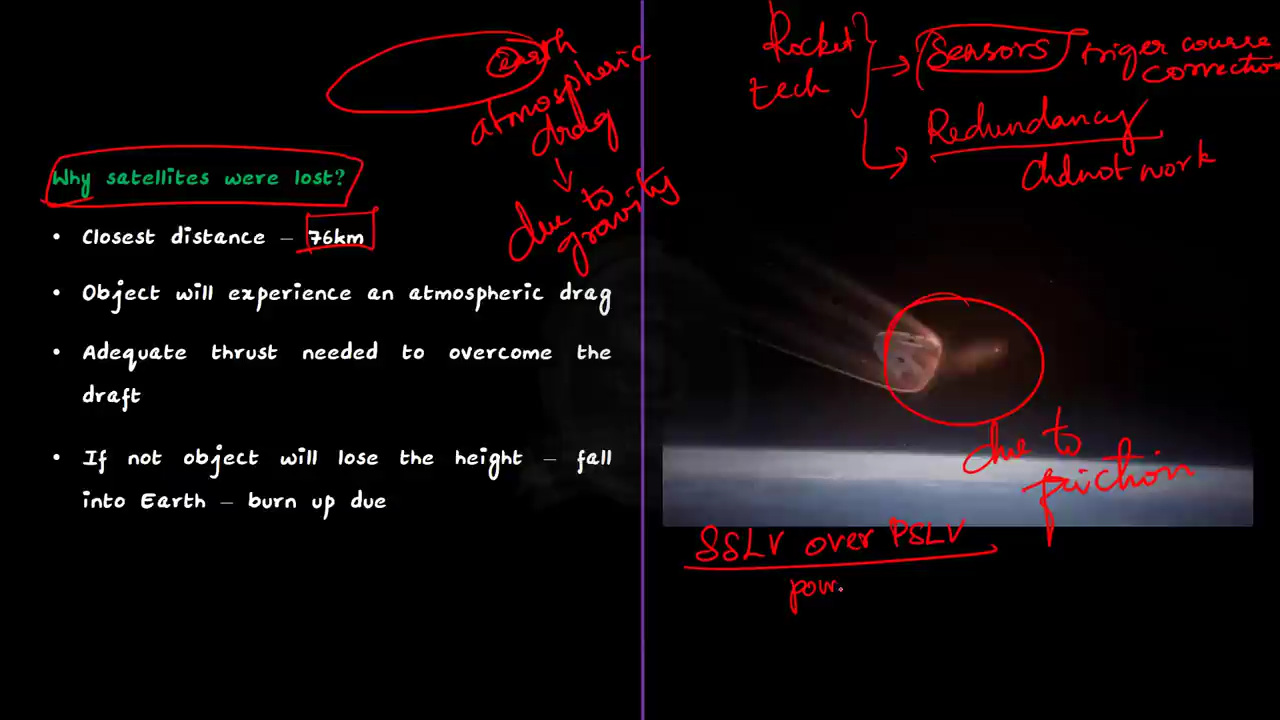 Why satellites were lost?
• Closest distance – 76km
• Object will experience an atmospheric drag
• Adequate thrust needed to overcome the
draft
• If not object will lose the height – fall
into Earth – burn up due
earth
atmospheric
drag
due to
gravity
Rocket
tech
Sensors triger course
correction
Redundancy
did not work
due to
friction
SSLV over PSLV
pow